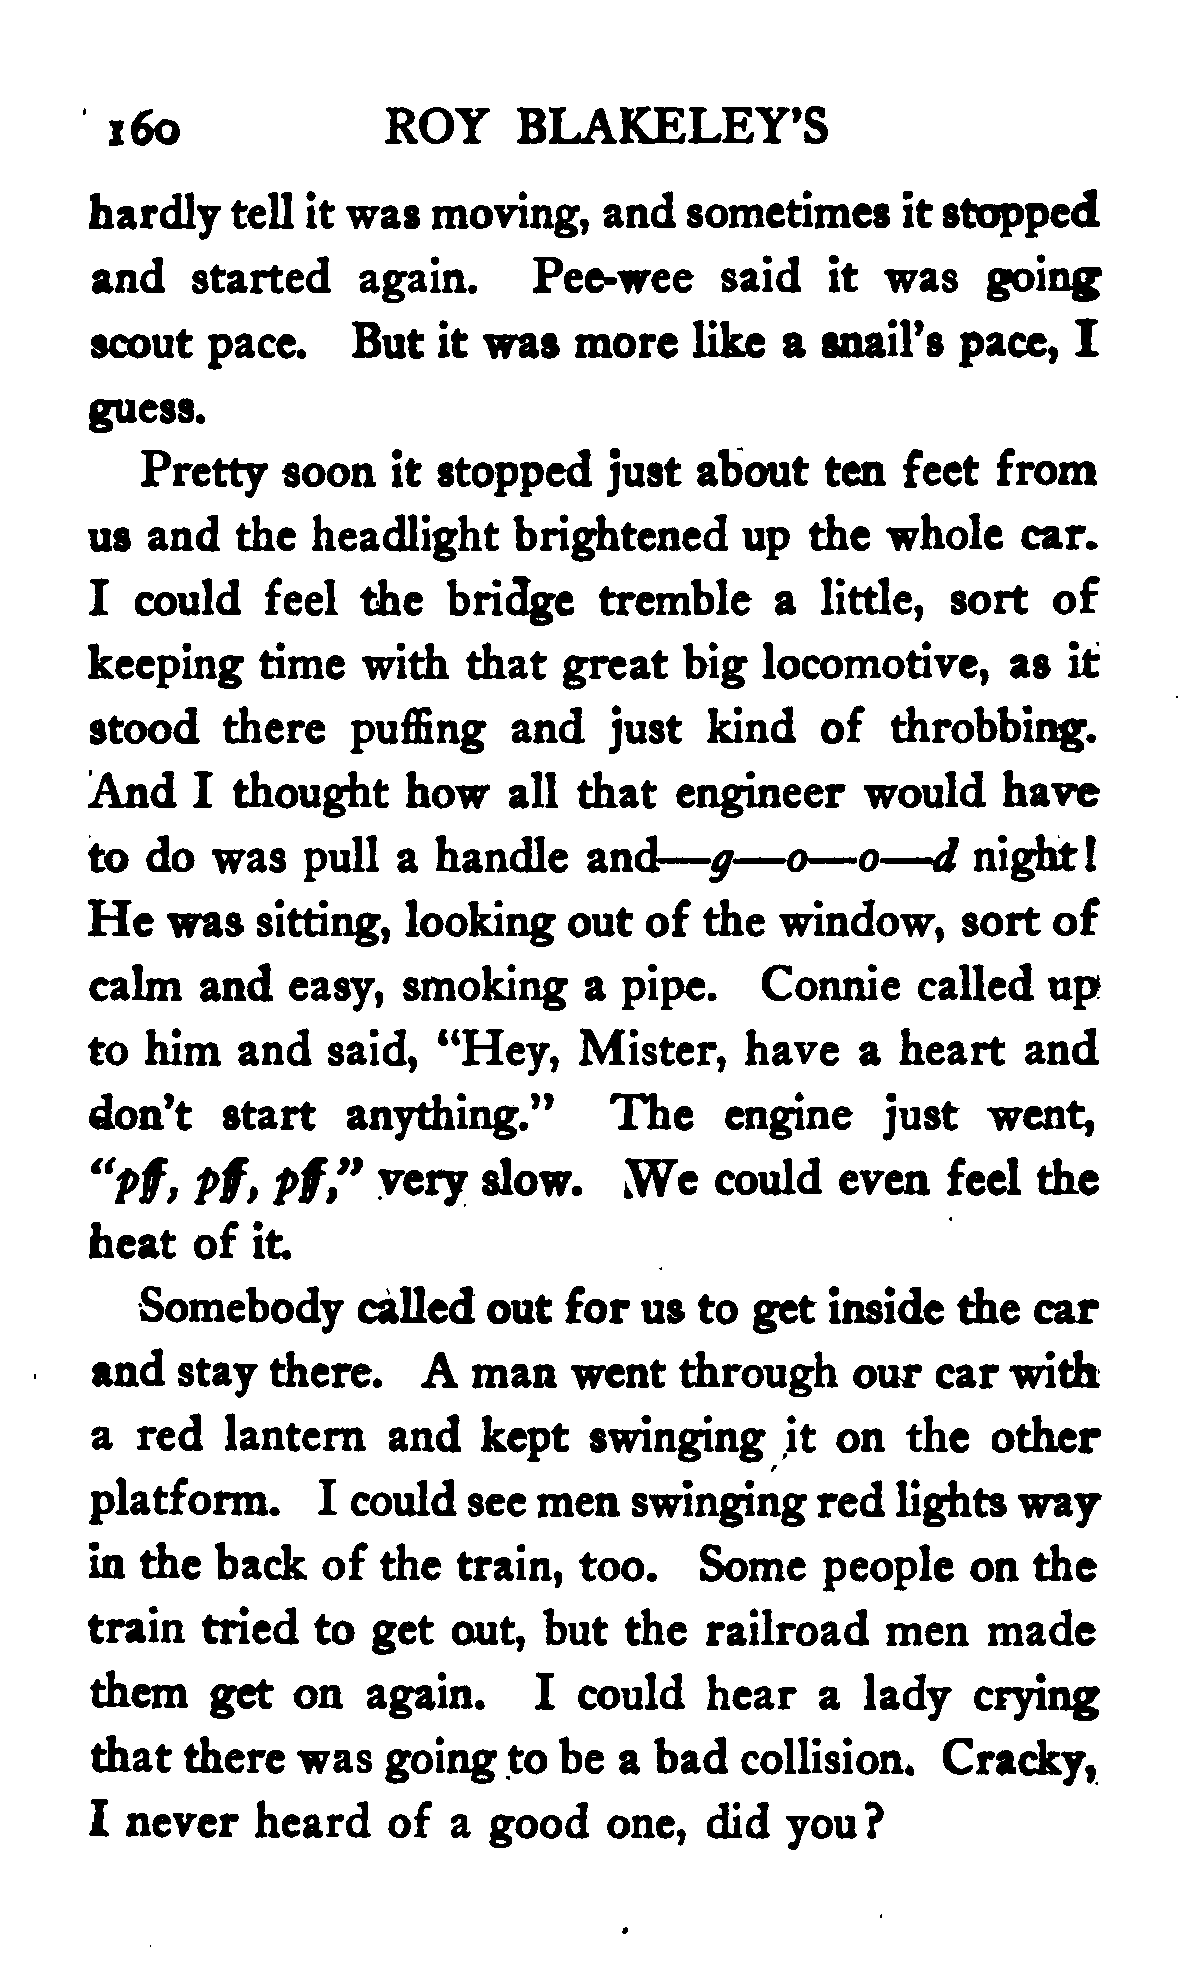 160 ROY BLAKELEY'S
hardly tell it was moving, and sometimes it stopped
and started again. Pee-wee said it was going
scout pace. But it was more like a snail's pace, I
guess.
Pretty soon it stopped just about ten feet from
us and the headlight brightened up the whole car.
I could feel the bridge tremble a little, sort of
keeping time with that great big locomotive, as it
stood there puffing and just kind of throbbing.
And I thought how all that engineer would have
to do was pull a handle and—g—o—o—d night!
He was sitting, looking out of the window, sort of
calm and easy, smoking a pipe. Connie called up
to him and said, "Hey, Mister, have a heart and
don't start anything." The engine just went,
"pff, pff, pff," very slow. We could even feel the
heat of it.
Somebody called out for us to get inside the car
and stay there. A man went through our car with
a red lantern and kept swinging it on the other
platform. I could see men swinging red lights way
in the back of the train, too. Some people on the
train tried to get out, but the railroad men made
them get on again. I could hear a lady crying
that there was going to be a bad collision. Cracky,
I never heard of a good one, did you?